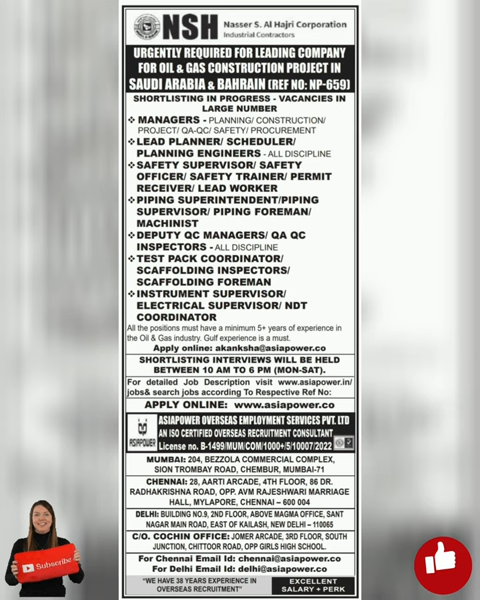 NSH Nasser S. Al Hajri Corporation
Industrial Contractors
URGENTLY REQUIRED FOR LEADING COMPANY
FOR OIL & GAS CONSTRUCTION PROJECT IN
SAUDI ARABIA & BAHRAIN (REF NO: NP-659)
SHORTLISTING IN PROGRESS - VACANCIES IN
LARGE NUMBER
❖ MANAGERS - PLANNING/ CONSTRUCTION/
PROJECT/ QA-QC/ SAFETY/ PROCUREMENT
❖ LEAD PLANNER/ SCHEDULER/
PLANNING ENGINEERS - ALL DISCIPLINE
❖ SAFETY SUPERVISOR/ SAFETY
OFFICER/ SAFETY TRAINER/ PERMIT
RECEIVER/ LEAD WORKER
❖ PIPING SUPERINTENDENT/PIPING
SUPERVISOR/ PIPING FOREMAN/
MACHINIST
❖ DEPUTY QC MANAGERS/ QA QC
INSPECTORS - ALL DISCIPLINE
❖ TEST PACK COORDINATOR/
SCAFFOLDING INSPECTORS/
SCAFFOLDING FOREMAN
❖ INSTRUMENT SUPERVISOR/
ELECTRICAL SUPERVISOR/ NDT
COORDINATOR
All the positions must have a minimum 5+ years of experience in
the Oil & Gas industry. Gulf experience is a must.
Apply online: akanksha@asiapower.co
SHORTLISTING INTERVIEWS WILL BE HELD
BETWEEN 10 AM TO 6 PM (MON-SAT).
For detailed Job Description visit www.asiapower.in/
jobs& search jobs according To Respective Ref No:
APPLY ONLINE: www.asiapower.co
ASIAPOWER
ASIAPOWER OVERSEAS EMPLOYMENT SERVICES PVT. LTD
AN ISO CERTIFIED OVERSEAS RECRUITMENT CONSULTANT
License no. B-1499/MUM/COM/1000+/5/10007/2022
MUMBAI: 204, BEZZOLA COMMERCIAL COMPLEX,
SION TROMBAY ROAD, CHEMBUR, MUMBAI-71
CHENNAI: 28, AARTI ARCADE, 4TH FLOOR, 86 DR.
RADHAKRISHNA ROAD, OPP. AVM RAJESHWARI MARRIAGE
HALL, MYLAPORE, CHENNAI – 600 004
DELHI: BUILDING NO.9, 2ND FLOOR, ABOVE MAGMA OFFICE, SANT
NAGAR MAIN ROAD, EAST OF KAILASH, NEW DELHI – 110065
C/O. COCHIN OFFICE: JOMER ARCADE, 3RD FLOOR, SOUTH
JUNCTION, CHITTOOR ROAD, OPP GIRLS HIGH SCHOOL.
For Chennai Email Id: chennai@asiapower.co
For Delhi Email Id: delhi@asiapower.co
"WE HAVE 38 YEARS EXPERIENCE IN
OVERSEAS RECRUITMENT"
EXCELLENT
SALARY + PERK
Subscribe